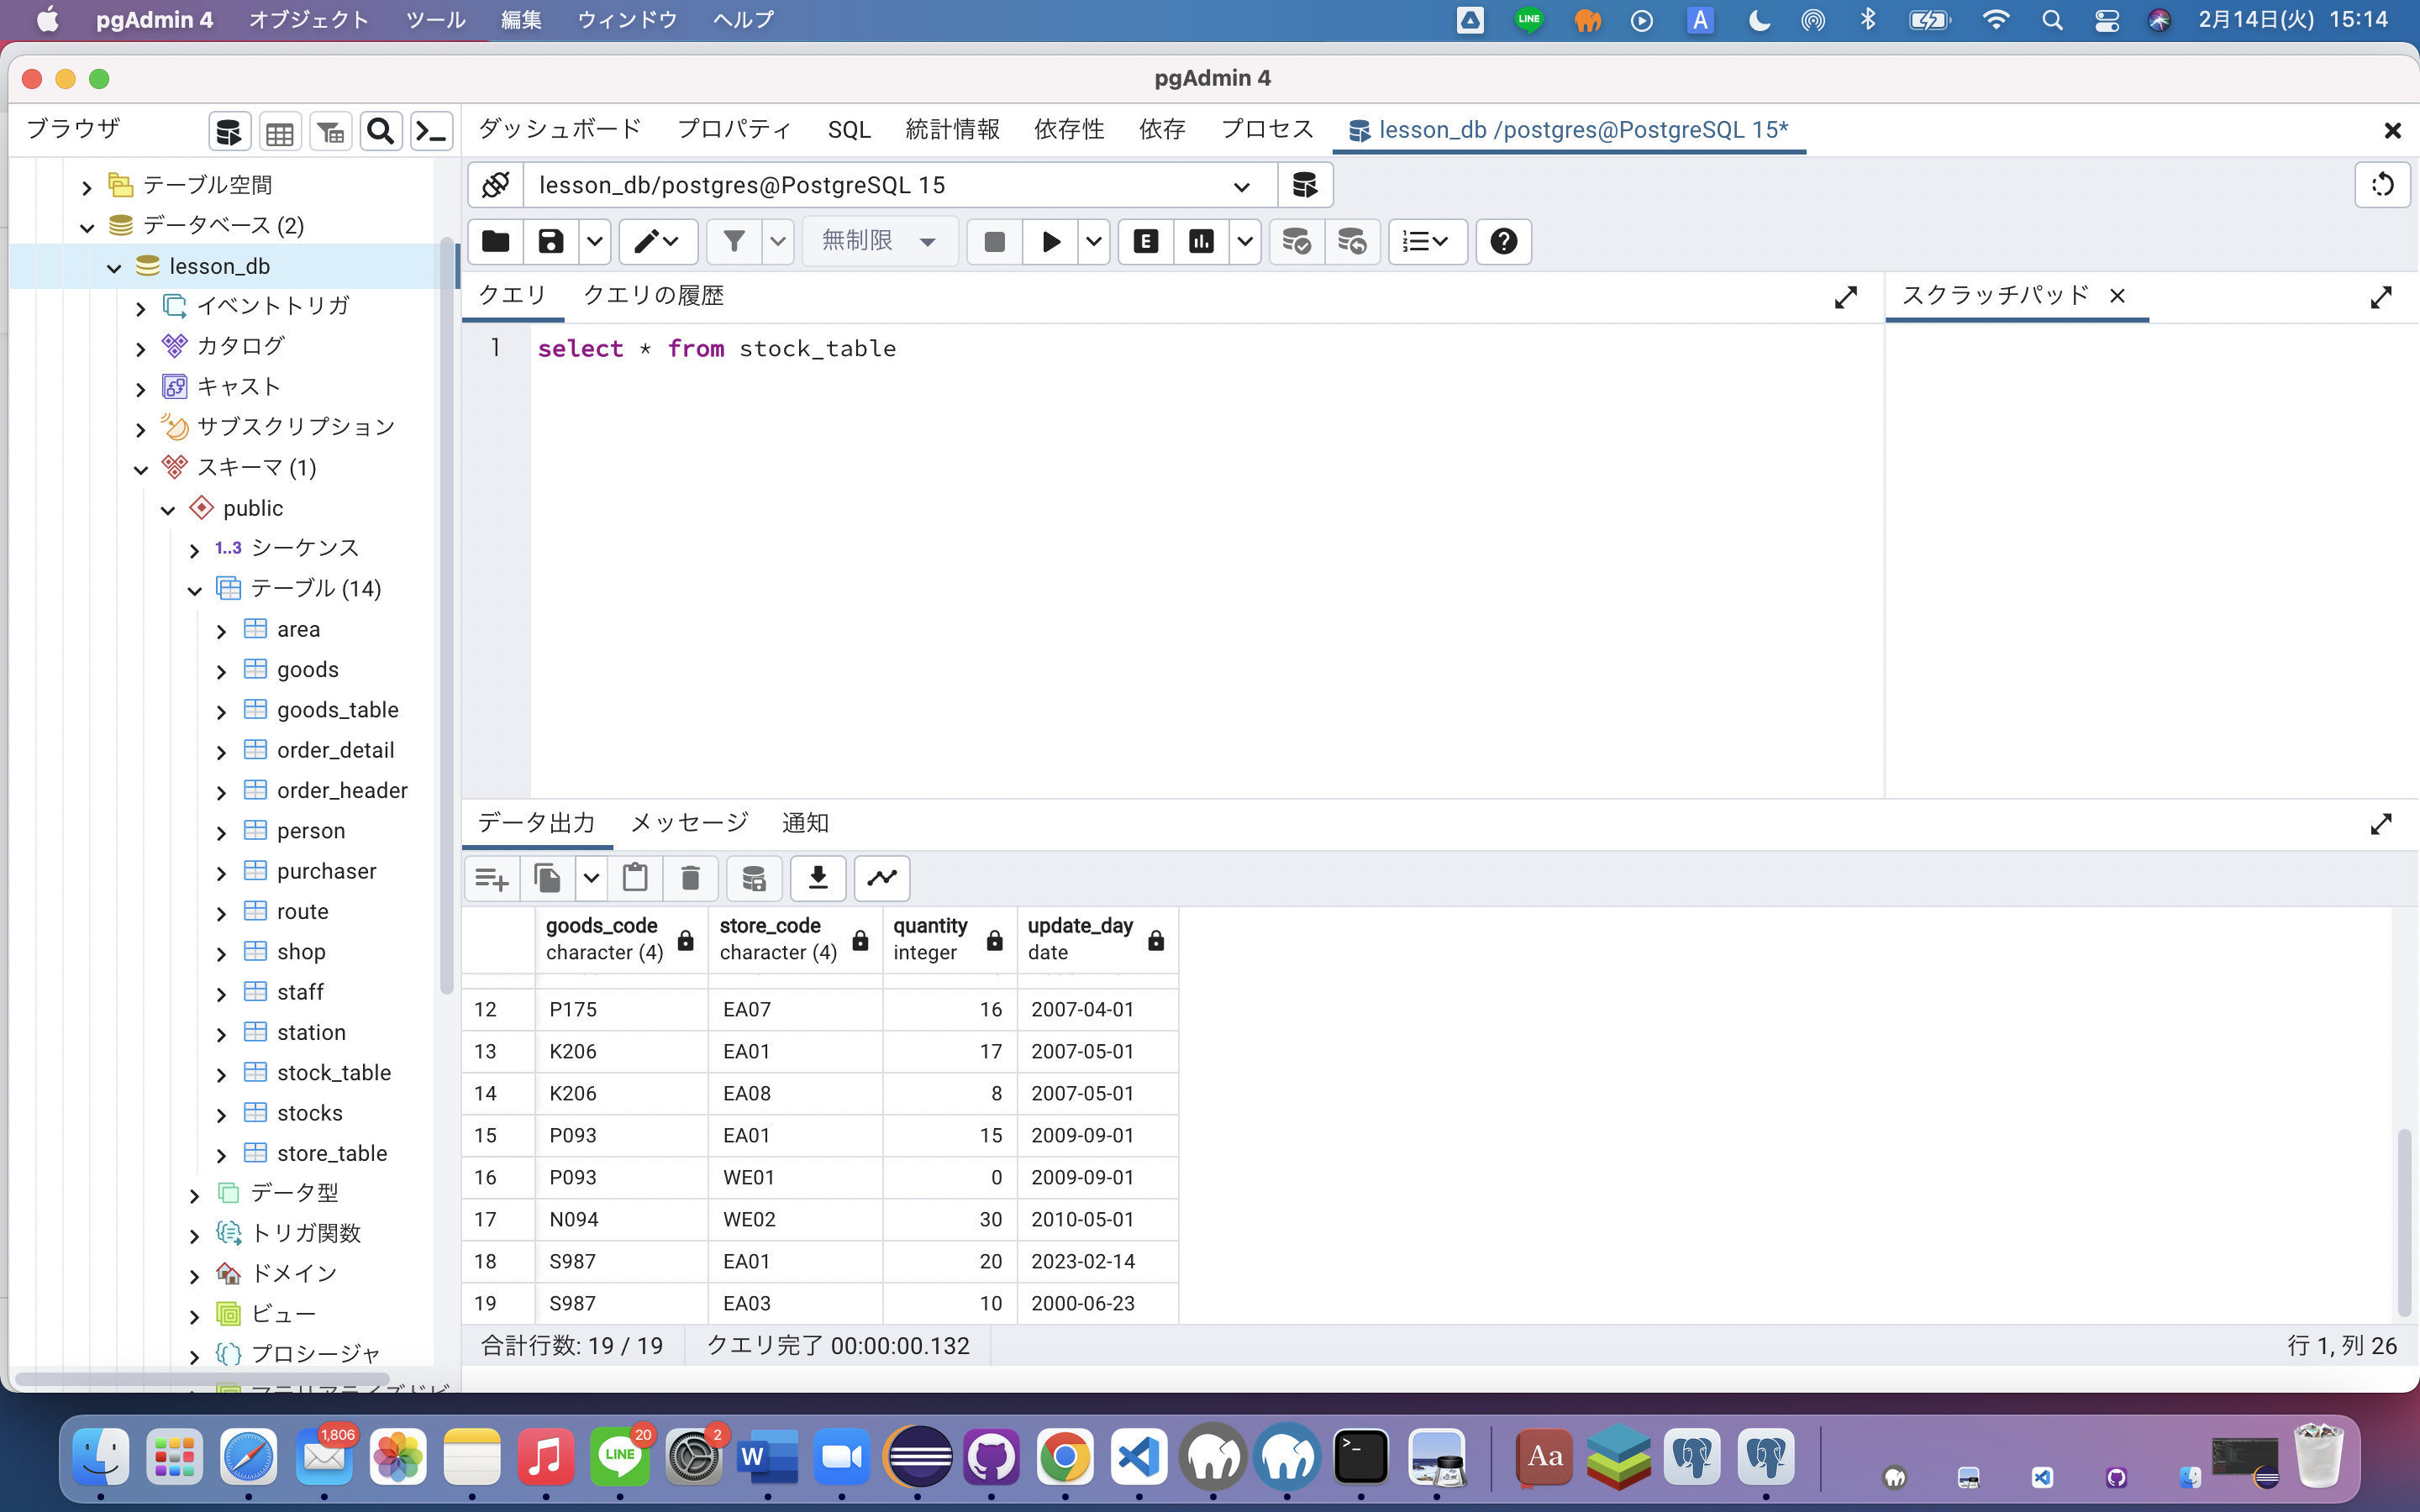 pgAdmin 4 オブジェクト ツール 編集 ウィンドウ ヘルプ LINE A 2月14日(火) 15:14
pgAdmin 4
ブラウザ
ダッシュボード プロパティ SQL 統計情報 依存性 依存 プロセス lesson_db /postgres@PostgreSQL 15*
テーブル空間
データベース (2)
lesson_db
イベントトリガ
カタログ
キャスト
サブスクリプション
スキーマ (1)
public
1..3 シーケンス
テーブル (14)
area
goods
goods_table
order_detail
order_header
person
purchaser
route
shop
staff
station
stock_table
stocks
store_table
データ型
トリガ関数
ドメイン
ビュー
プロシージャ
lesson_db/postgres@PostgreSQL 15
無制限 E
クエリ クエリの履歴 スクラッチパッド
1 select * from stock_table
データ出力 メッセージ 通知
goods_code store_code quantity update_day
character (4) character (4) integer date
12 P175 EA07 16 2007-04-01
13 K206 EA01 17 2007-05-01
14 K206 EA08 8 2007-05-01
15 P093 EA01 15 2009-09-01
16 P093 WE01 0 2009-09-01
17 N094 WE02 30 2010-05-01
18 S987 EA01 20 2023-02-14
19 S987 EA03 10 2000-06-23
合計行数: 19 / 19 クエリ完了 00:00:00.132 行 1, 列 26
1,806 20 2
LINE W Aa